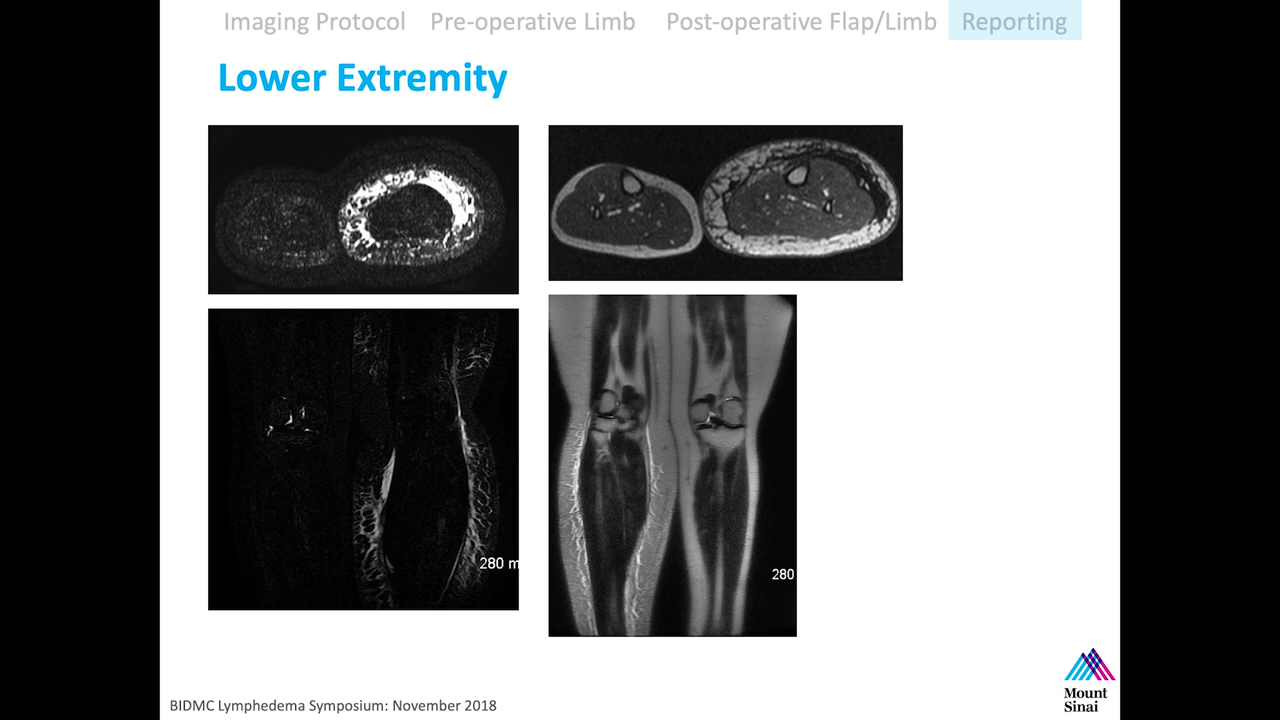 Imaging Protocol Pre-operative Limb Post-operative Flap/Limb Reporting
Lower Extremity
280 m
280
BIDMC Lymphedema Symposium: November 2018
Mount
Sinai